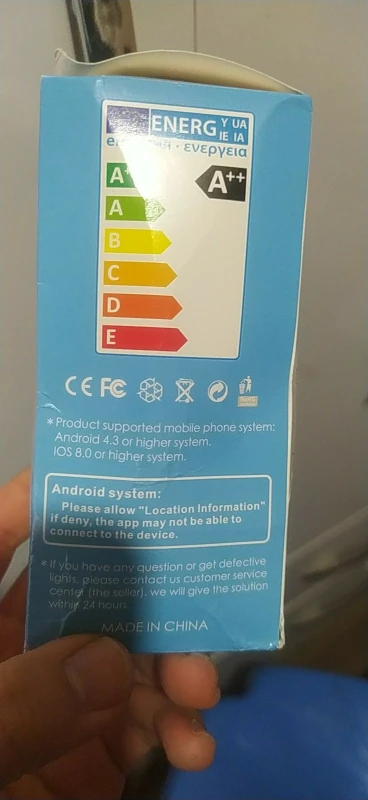 ENERG Y UA
IE IA
ενεργεια
A+
A++
A
B
C
D
E
CE FC
RoHS
* Product supported mobile phone system:
Android 4.3 or higher system.
IOS 8.0 or higher system.
Android system:
Please allow "Location Information"
if deny, the app may not be able to
connect to the device.
* If you have any question or get defective
lights, please contact us customer service
center (the seller), we will give the solution
within 24 hours.
MADE IN CHINA